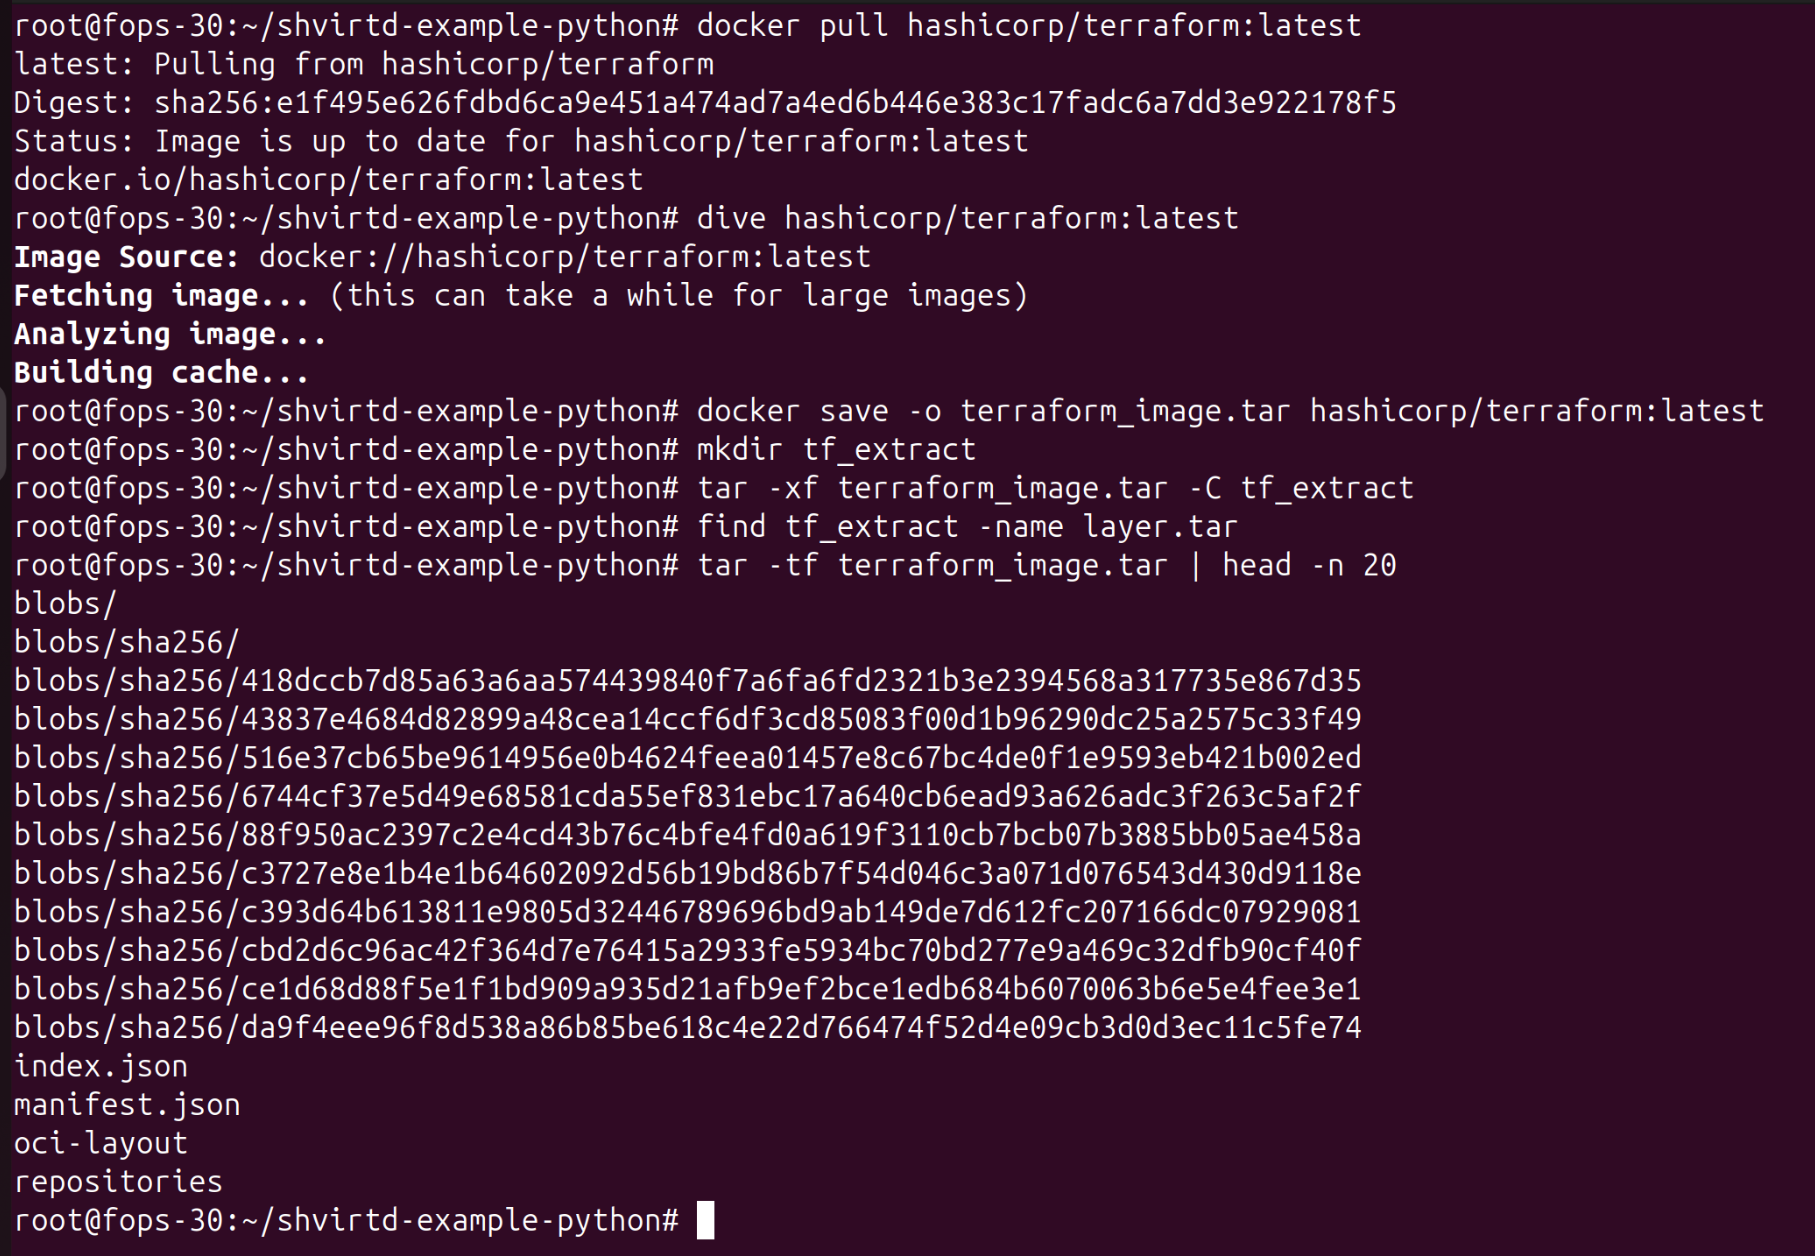 root@fops-30:~/shvirtd-example-python# docker pull hashicorp/terraform:latest
latest: Pulling from hashicorp/terraform
Digest: sha256:e1f495e626fdbd6ca9e451a474ad7a4ed6b446e383c17fadc6a7dd3e922178f5
Status: Image is up to date for hashicorp/terraform:latest
docker.io/hashicorp/terraform:latest
root@fops-30:~/shvirtd-example-python# dive hashicorp/terraform:latest
Image Source: docker://hashicorp/terraform:latest
Fetching image... (this can take a while for large images)
Analyzing image...
Building cache...
root@fops-30:~/shvirtd-example-python# docker save -o terraform_image.tar hashicorp/terraform:latest
root@fops-30:~/shvirtd-example-python# mkdir tf_extract
root@fops-30:~/shvirtd-example-python# tar -xf terraform_image.tar -C tf_extract
root@fops-30:~/shvirtd-example-python# find tf_extract -name layer.tar
root@fops-30:~/shvirtd-example-python# tar -tf terraform_image.tar | head -n 20
blobs/
blobs/sha256/
blobs/sha256/418dccb7d85a63a6aa574439840f7a6fa6fd2321b3e2394568a317735e867d35
blobs/sha256/43837e4684d82899a48cea14ccf6df3cd85083f00d1b96290dc25a2575c33f49
blobs/sha256/516e37cb65be9614956e0b4624feea01457e8c67bc4de0f1e9593eb421b002ed
blobs/sha256/6744cf37e5d49e68581cda55ef831ebc17a640cb6ead93a626adc3f263c5af2f
blobs/sha256/88f950ac2397c2e4cd43b76c4bfe4fd0a619f3110cb7bcb07b3885bb05ae458a
blobs/sha256/c3727e8e1b4e1b64602092d56b19bd86b7f54d046c3a071d076543d430d9118e
blobs/sha256/c393d64b613811e9805d32446789696bd9ab149de7d612fc207166dc07929081
blobs/sha256/cbd2d6c96ac42f364d7e76415a2933fe5934bc70bd277e9a469c32dfb90cf40f
blobs/sha256/ce1d68d88f5e1f1bd909a935d21afb9ef2bce1edb684b6070063b6e5e4fee3e1
blobs/sha256/da9f4eee96f8d538a86b85be618c4e22d766474f52d4e09cb3d0d3ec11c5fe74
index.json
manifest.json
oci-layout
repositories
root@fops-30:~/shvirtd-example-python#